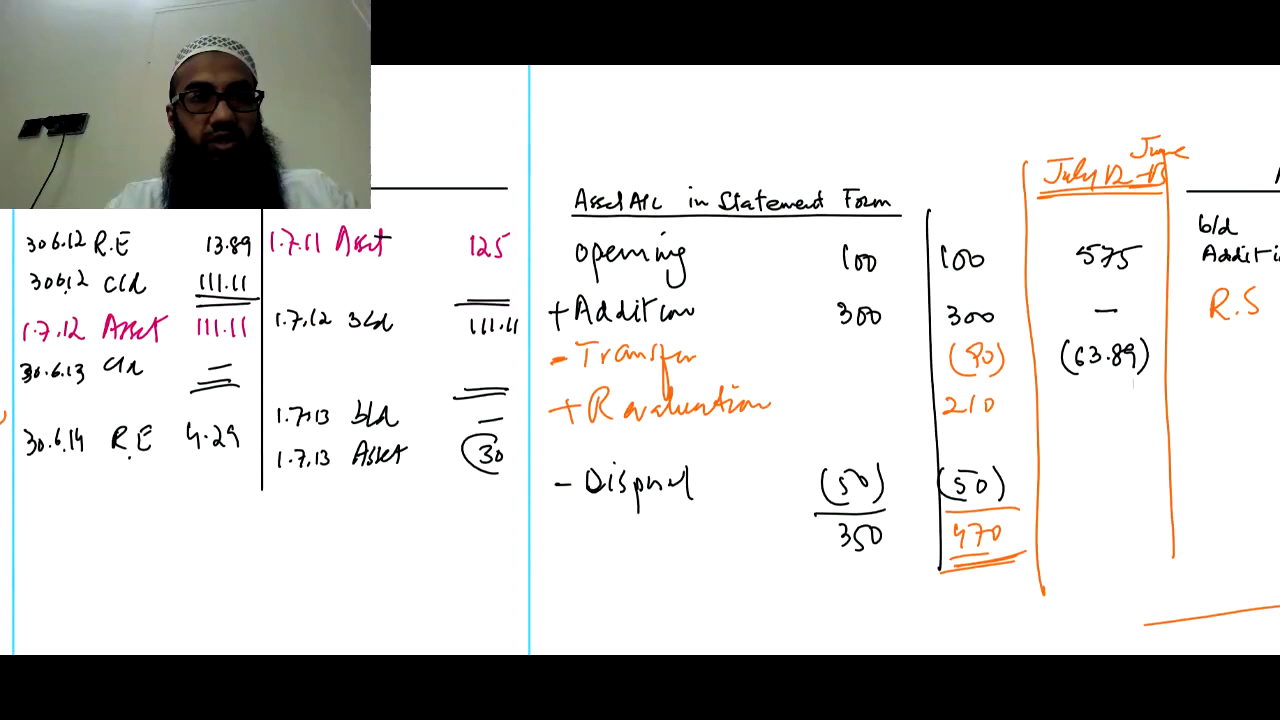 30.6.12 R.E 13.89 1.7.11 Asset 125
30.6.12 c/d 111.11
1.7.12 Asset 111.11 1.7.12 b/d 111.11
30.6.13 c/d —
1.7.13 b/d —
30.6.14 R.E 4.29
1.7.13 Asset 30
Asset A/c in Statement Form
July 12 - June 13
opening 100 100 575
+ Addition 300 300 —
- Transfer (90) (63.89)
+ Revaluation 210
- Disposal (50) (50)
350 470
b/d
Additi
R.S